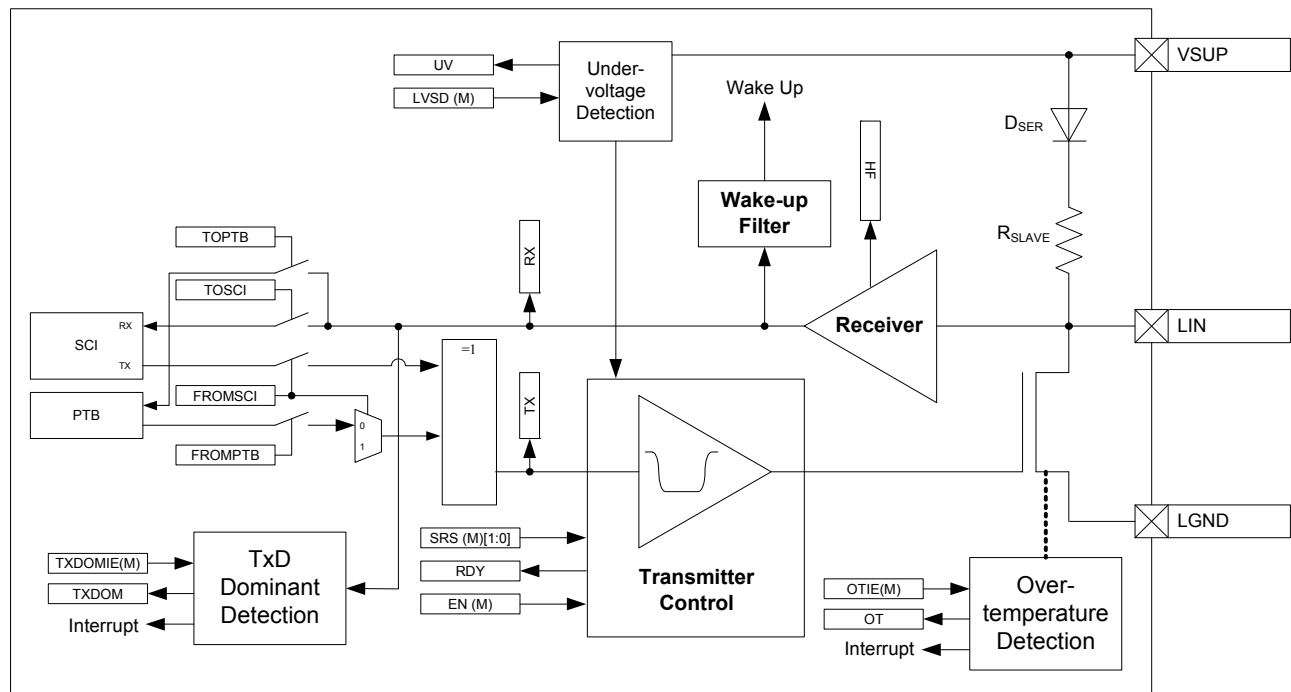 VSUP
UV
LVSD (M)
Under-
voltage
Detection
Wake Up
DSER
HF
Wake-up
Filter
RSLAVE
TOPTB
RX
TOSCI
RX
SCI
TX
Receiver
LIN
=1
FROMSCI
PTB
0
1
TX
FROMPTB
LGND
SRS (M)[1:0]
RDY
EN (M)
Transmitter
Control
TXDOMIE(M)
TXDOM
Interrupt
TxD
Dominant
Detection
OTIE(M)
OT
Interrupt
Over-
temperature
Detection